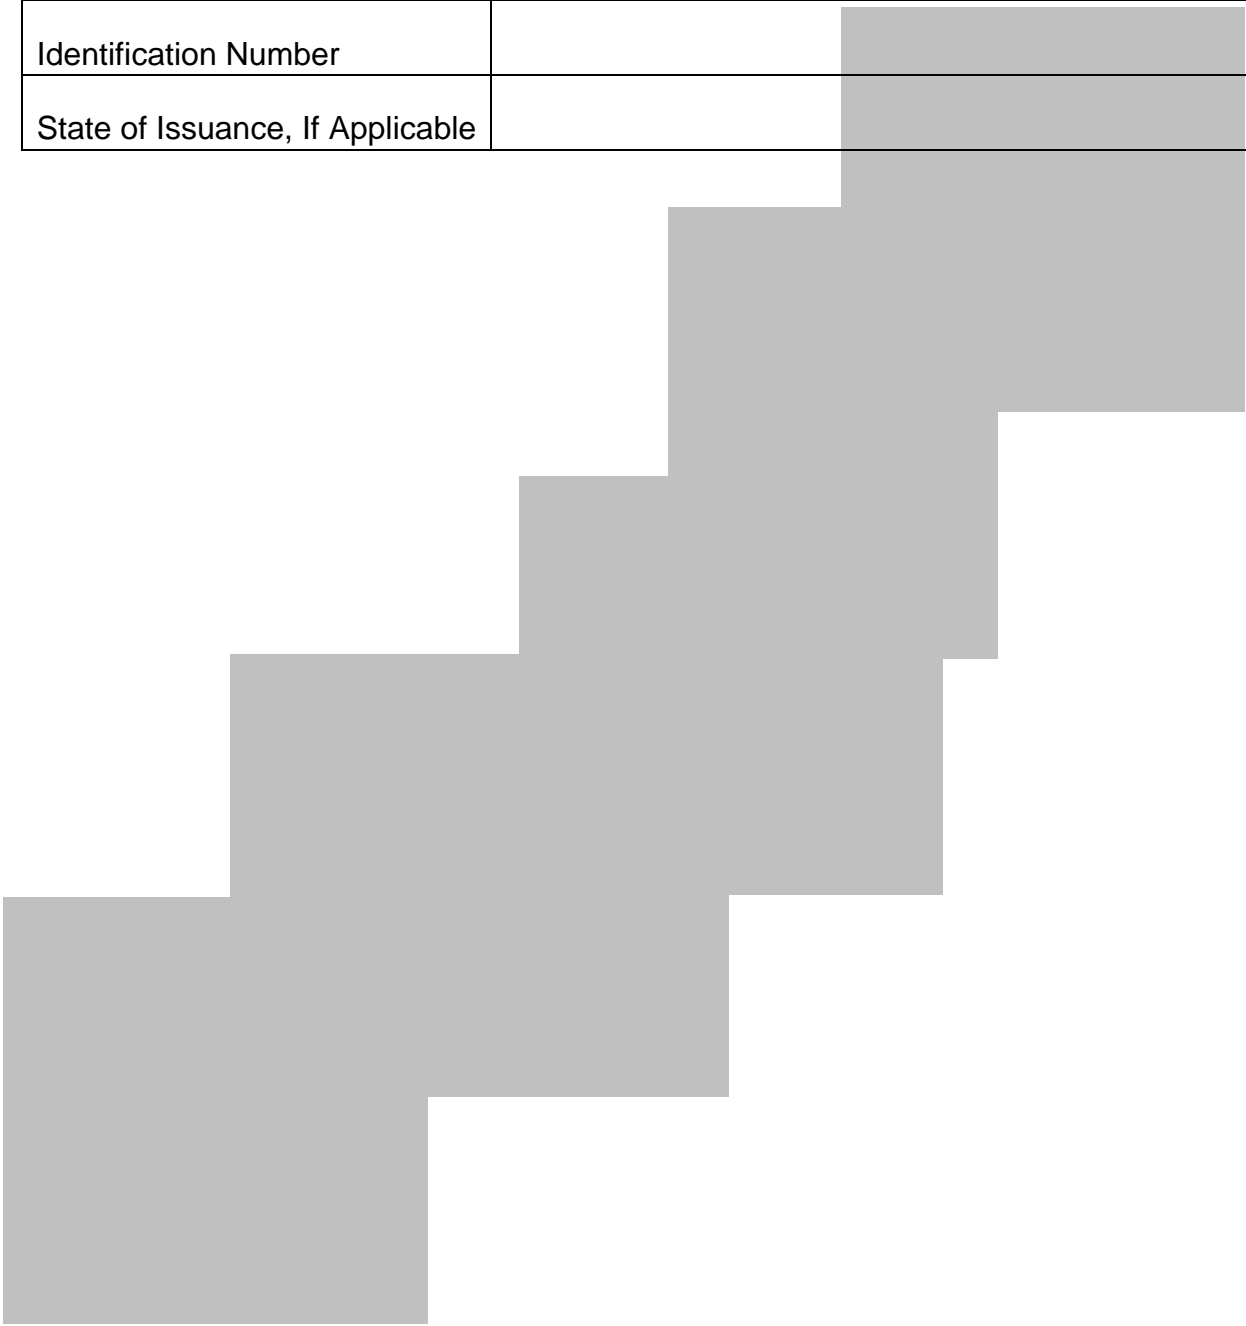 Identification Number
State of Issuance, If Applicable